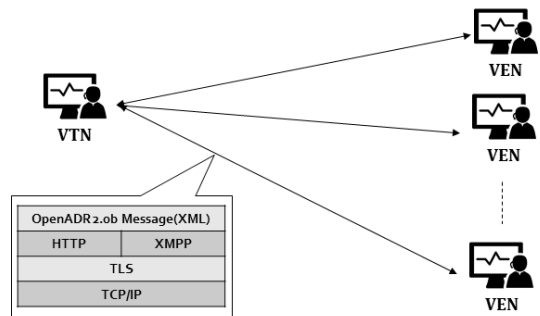 VEN
VTN
VEN
OpenADR 2.0b Message(XML)
HTTP XMPP
TLS
TCP/IP
VEN